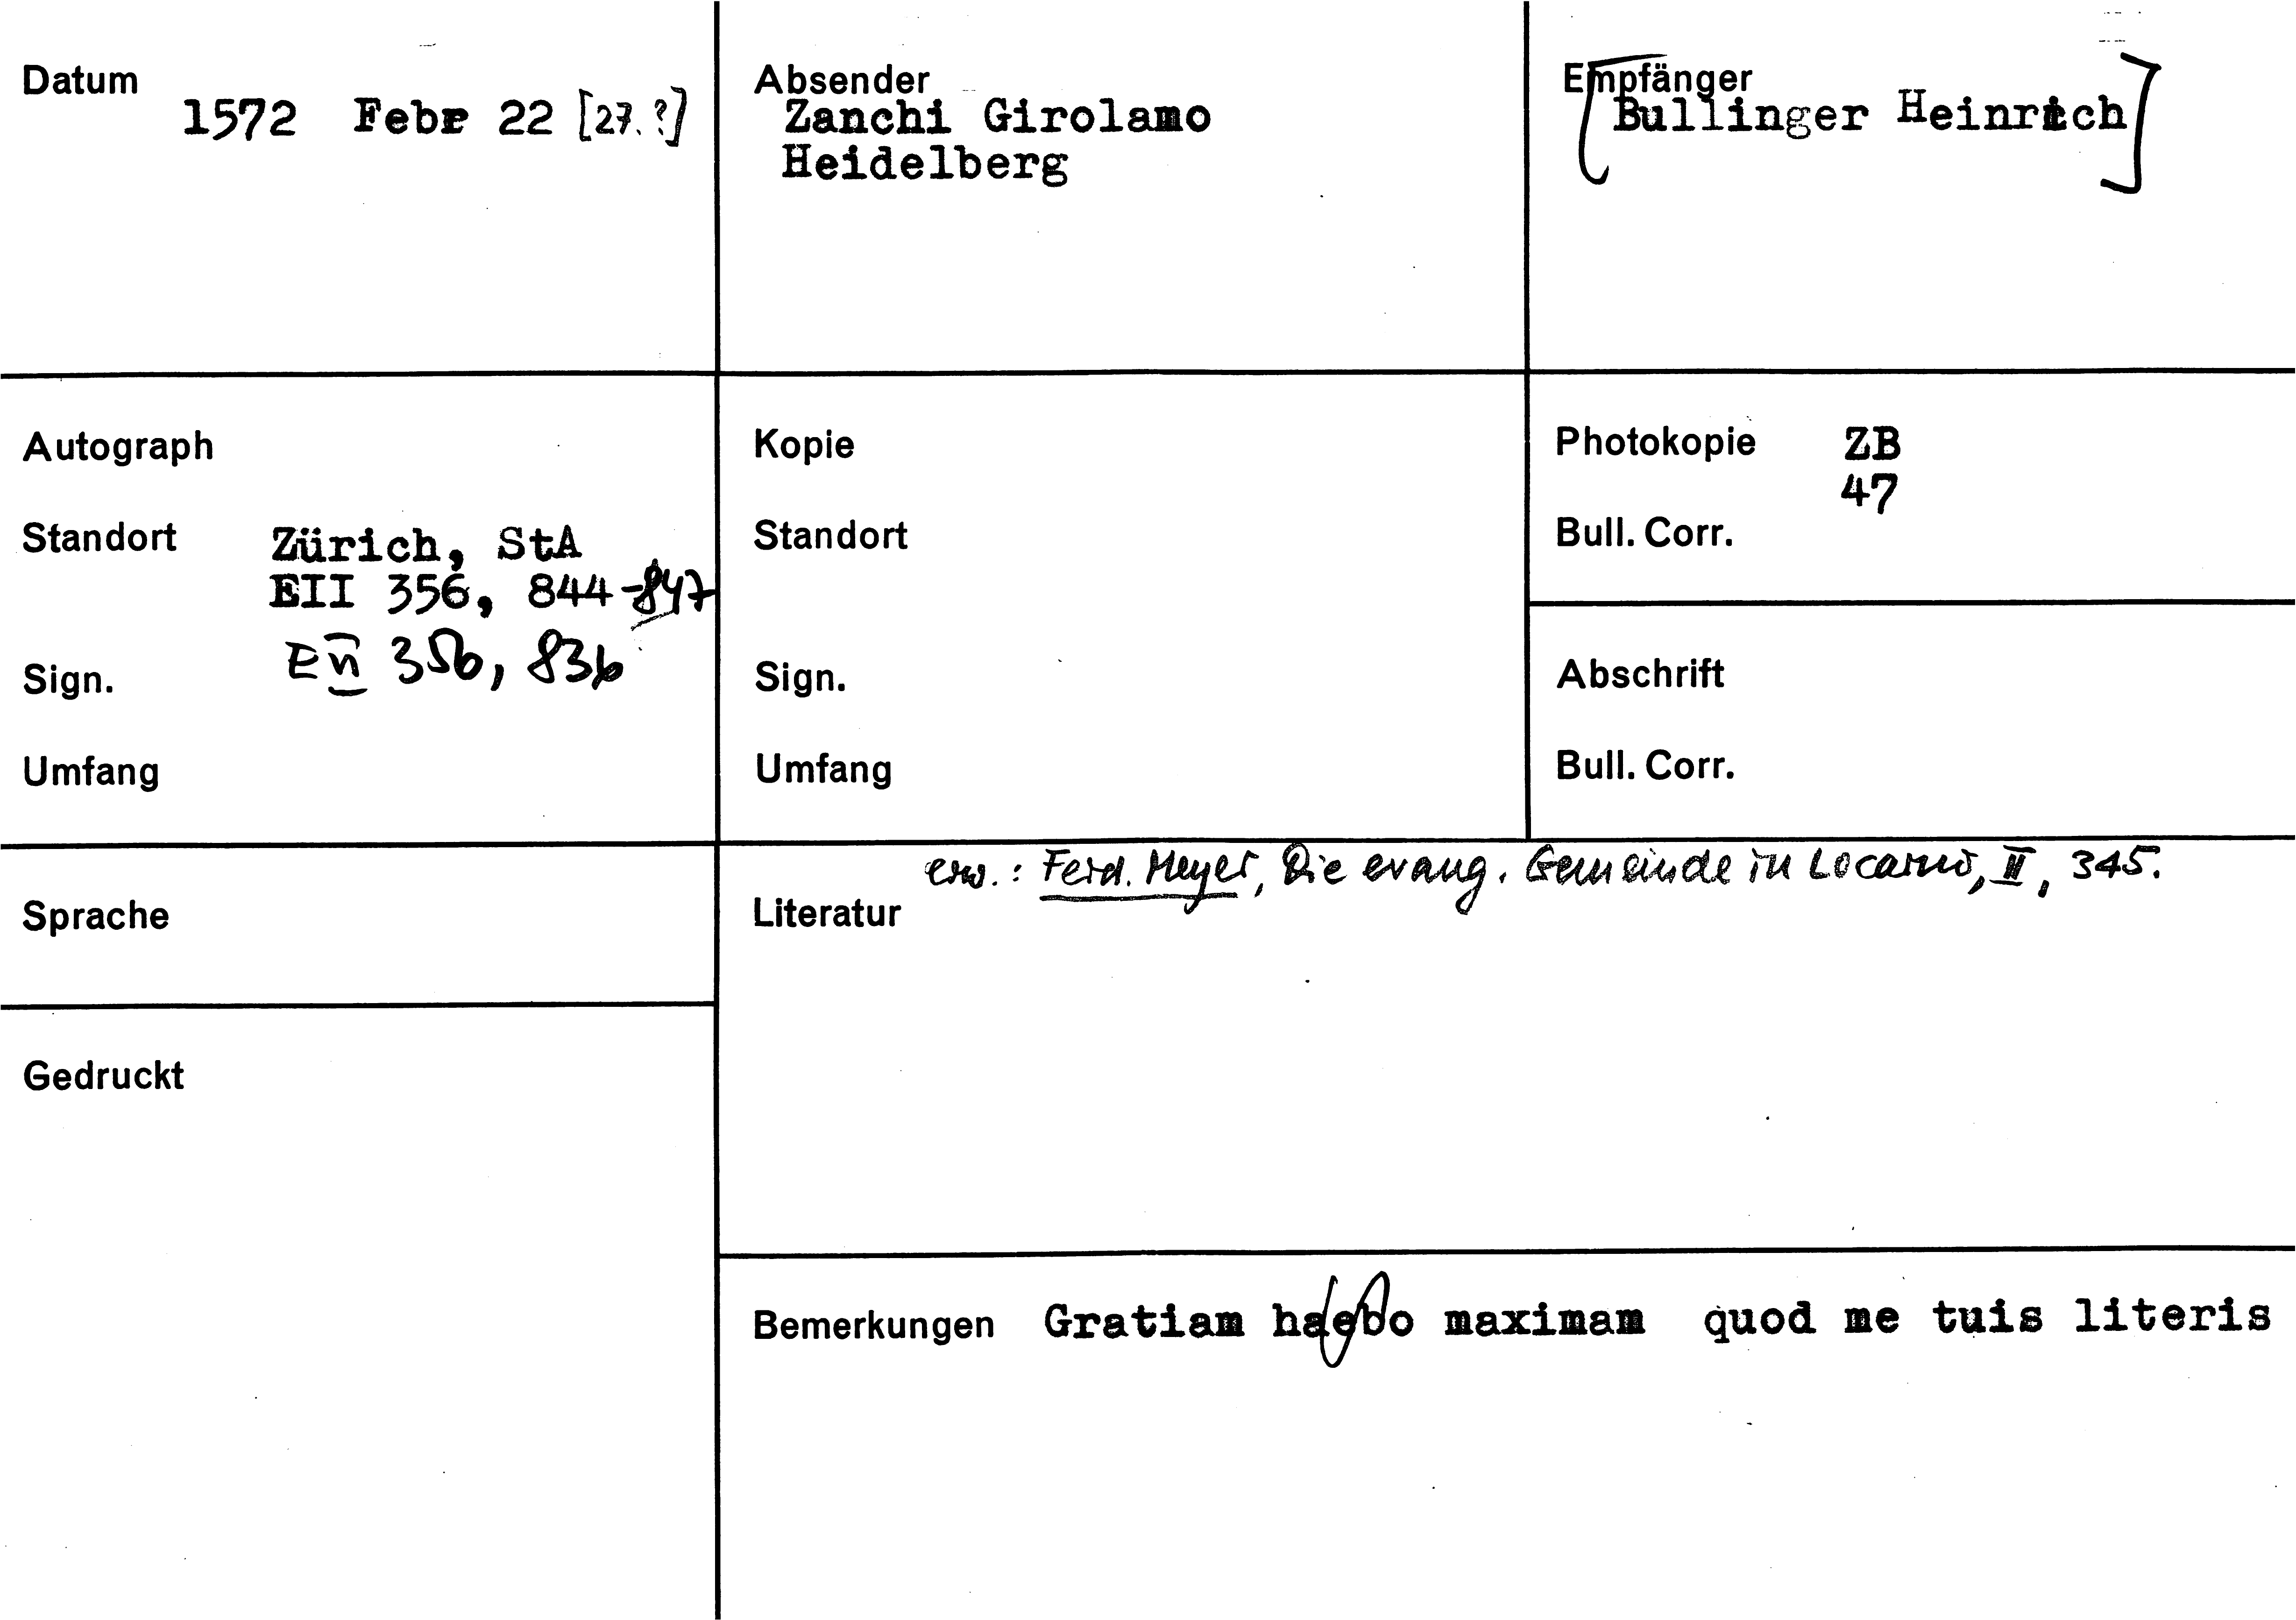 Datum
1572 Febr 22 [27.?]
Absender
Zanchi Girolamo
Heidelberg
Empfänger
[Bullinger Heinrich]
Autograph
Standort Zürich, StA
EII 356, 844-847
Sign. EII 356, 836
Umfang
Kopie
Standort
Sign.
Umfang
Photokopie ZB
47
Bull. Corr.
Abschrift
Bull. Corr.
Sprache
Gedruckt
erw.: Ferd. Meyer, Die evang. Gemeinde in Locarno, II, 345.
Literatur
Bemerkungen Gratiam haebo maximam quod me tuis literis